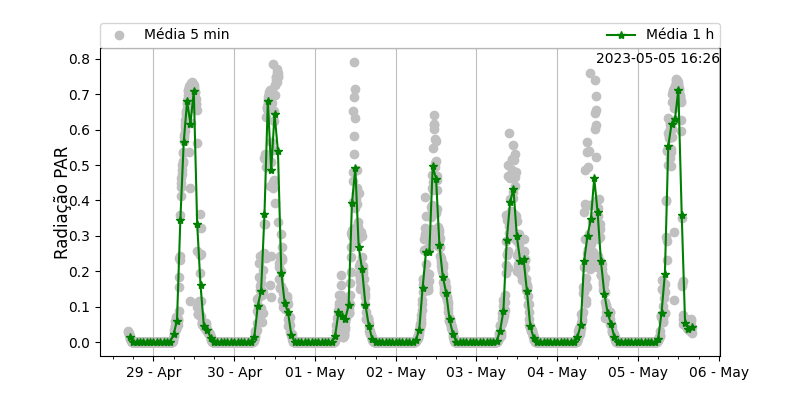 Média 5 min
Média 1 h
2023-05-05 16:26
Radiação PAR
0.8
0.7
0.6
0.5
0.4
0.3
0.2
0.1
0.0
29 - Apr
30 - Apr
01 - May
02 - May
03 - May
04 - May
05 - May
06 - May